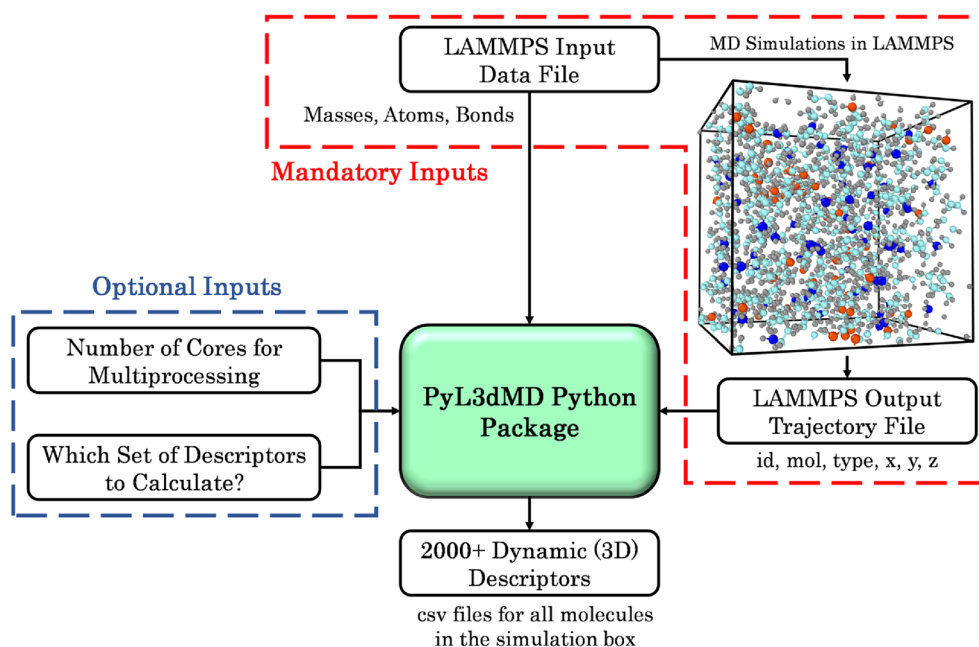 LAMMPS Input
Data File
MD Simulations in LAMMPS
Masses, Atoms, Bonds
Mandatory Inputs
Optional Inputs
Number of Cores for
Multiprocessing
Which Set of Descriptors
to Calculate?
PyL3dMD Python
Package
LAMMPS Output
Trajectory File
id, mol, type, x, y, z
2000+ Dynamic (3D)
Descriptors
csv files for all molecules
in the simulation box